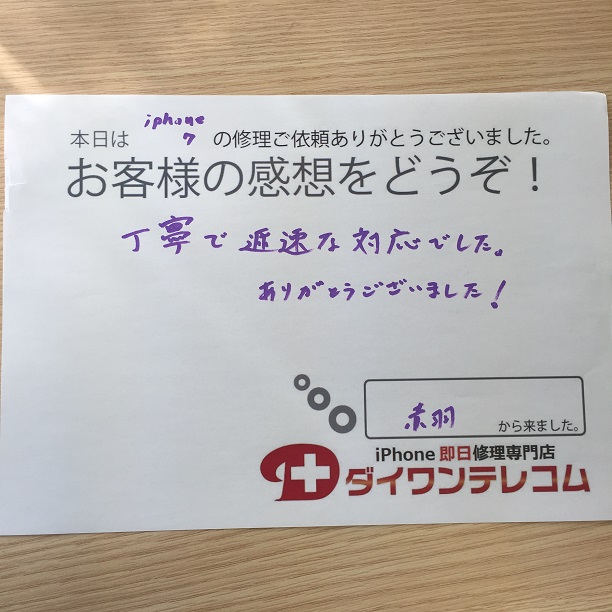 本日は iphone 7 の修理ご依頼ありがとうございました。
お客様の感想をどうぞ!
丁寧で迅速な対応でした。
ありがとうございました!
赤羽 から来ました。
iPhone 即日修理専門店
ダイワンテレコム